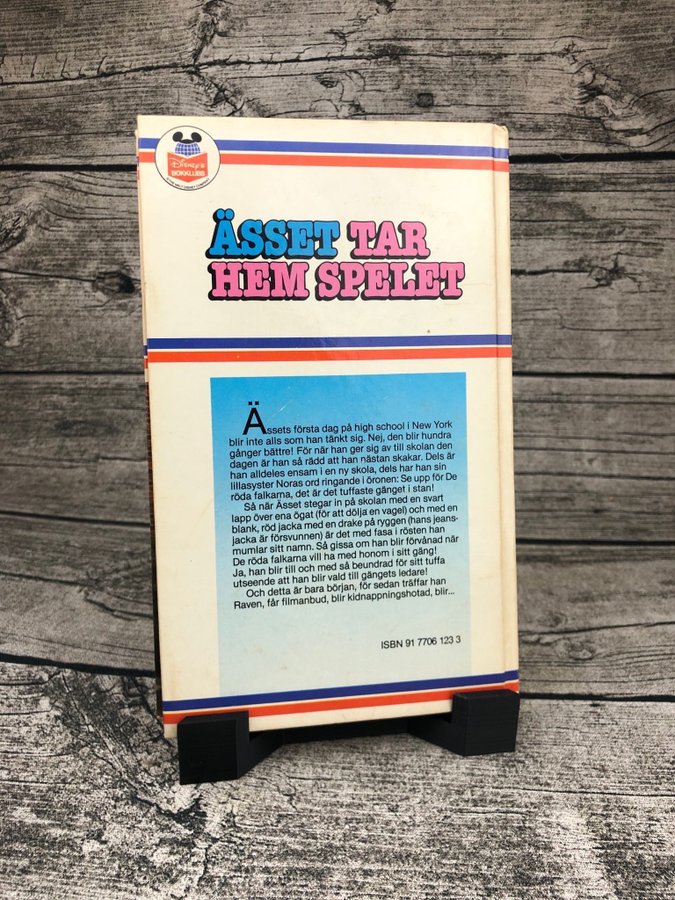 Disney's
BOKKLUBB
ÄSSET TAR
HEM SPELET
Ässets första dag på high school i New York
blir inte alls som han tänkt sig. Nej, den blir hundra
gånger bättre! För när han ger sig av till skolan den
dagen är han så rädd att han nästan skakar. Dels är
han alldeles ensam i en ny skola, dels har han sin
lillasyster Noras ord ringande i öronen: Se upp för De
röda falkarna, det är det tuffaste gänget i stan!
Så när Ässet stegar in på skolan med en svart
lapp över ena ögat (för att dölja en vagel) och med en
blank, röd jacka med en drake på ryggen (hans jeans-
jacka är försvunnen) är det med fasa i rösten han
mumlar sitt namn. Så gissa om han blir förvånad när
De röda falkarna vill ha med honom i sitt gäng!
Ja, han blir till och med så beundrad för sitt tuffa
utseende att han blir vald till gängets ledare!
Och detta är bara början, för sedan träffar han
Raven, får filmanbud, blir kidnappningshotad, blir...
ISBN 91 7706 123 3